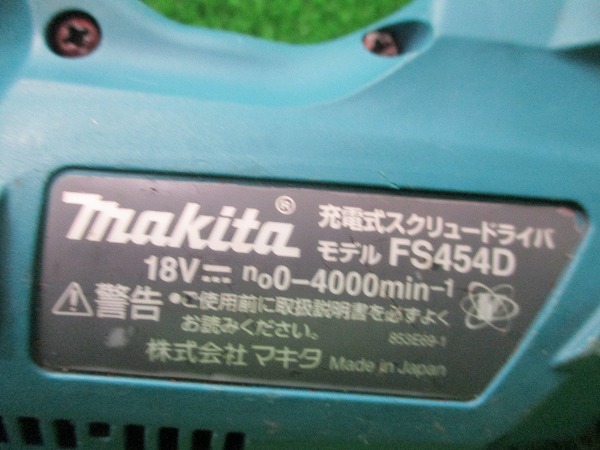 makita® 充電式スクリュードライバ
モデル FS454D
18V⎓ n₀0-4000min-1
⚠警告 •ご使用前に取扱説明書を必ずよく
お読みください。
853E69-1
株式会社 マキタ Made in Japan